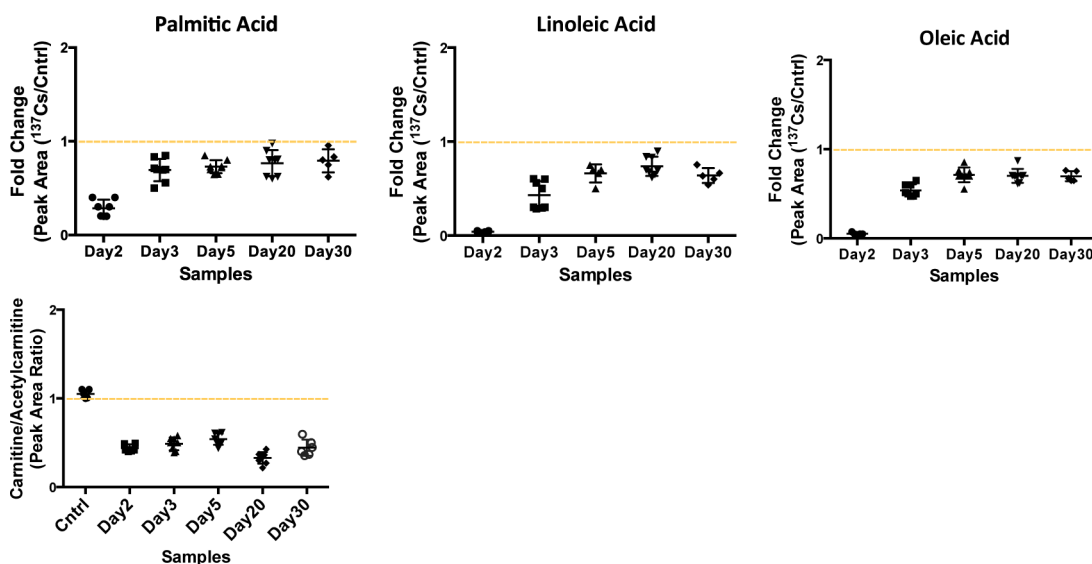 Palmitic Acid
Fold Change
(Peak Area (¹³⁷Cs/Cntrl)
2
1
0
Day2 Day3 Day5 Day20 Day30
Samples
Linoleic Acid
Fold Change
(Peak Area (¹³⁷Cs/Cntrl)
2
1
0
Day2 Day3 Day5 Day20 Day30
Samples
Oleic Acid
Fold Change
(Peak Area (¹³⁷Cs/Cntrl)
2
1
0
Day2 Day3 Day5 Day20 Day30
Samples
Carnitine/Acetylcarnitine
(Peak Area Ratio)
2
1
0
Cntrl Day2 Day3 Day5 Day20 Day30
Samples